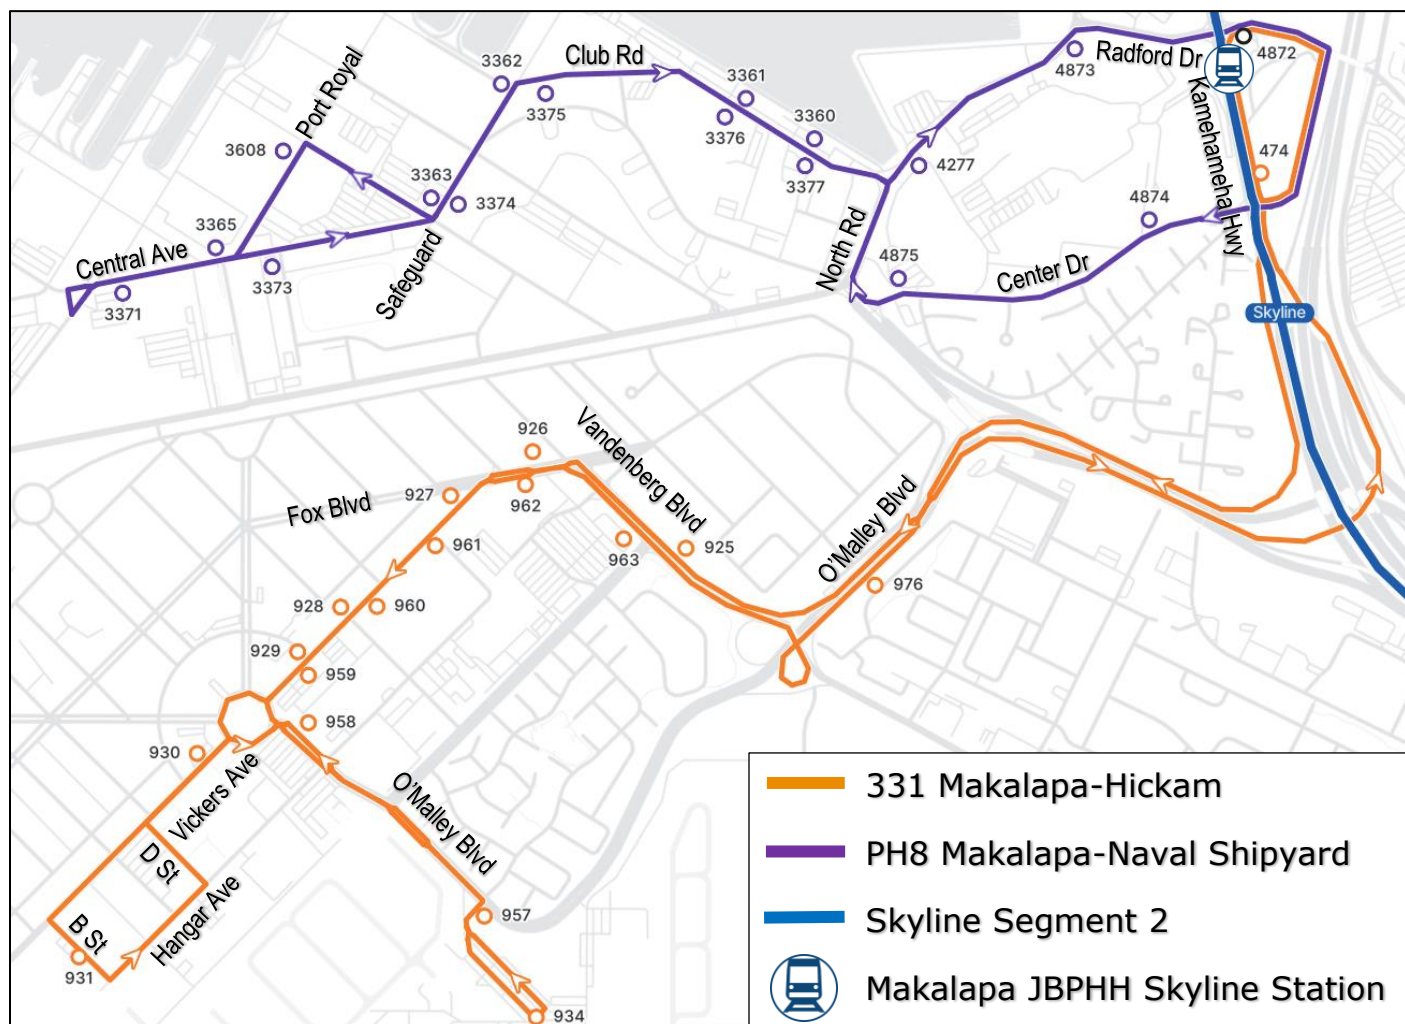 3362
Club Rd
3361
4873
Radford Dr
4872
Port Royal
3375
3376
3360
Kamehameha Hwy
3608
3363
3377
4277
474
3374
4874
3365
Central Ave
Safeguard
North Rd
4875
Center Dr
3373
3371
Skyline
926
Vandenberg Blvd
927
Fox Blvd
962
O'Malley Blvd
961
963
925
976
928
960
929
959
958
930
Vickers Ave
O'Malley Blvd
D St
Hangar Ave
957
B St
931
934
331 Makalapa-Hickam
PH8 Makalapa-Naval Shipyard
Skyline Segment 2
Makalapa JBPHH Skyline Station